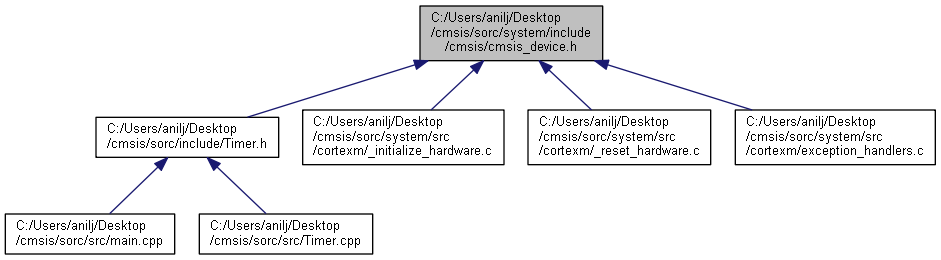 C:/Users/anilj/Desktop
/cmsis/sorc/system/include
/cmsis/cmsis_device.h
C:/Users/anilj/Desktop
/cmsis/sorc/include/Timer.h
C:/Users/anilj/Desktop
/cmsis/sorc/system/src
/cortexm/_initialize_hardware.c
C:/Users/anilj/Desktop
/cmsis/sorc/system/src
/cortexm/_reset_hardware.c
C:/Users/anilj/Desktop
/cmsis/sorc/system/src
/cortexm/exception_handlers.c
C:/Users/anilj/Desktop
/cmsis/sorc/src/main.cpp
C:/Users/anilj/Desktop
/cmsis/sorc/src/Timer.cpp